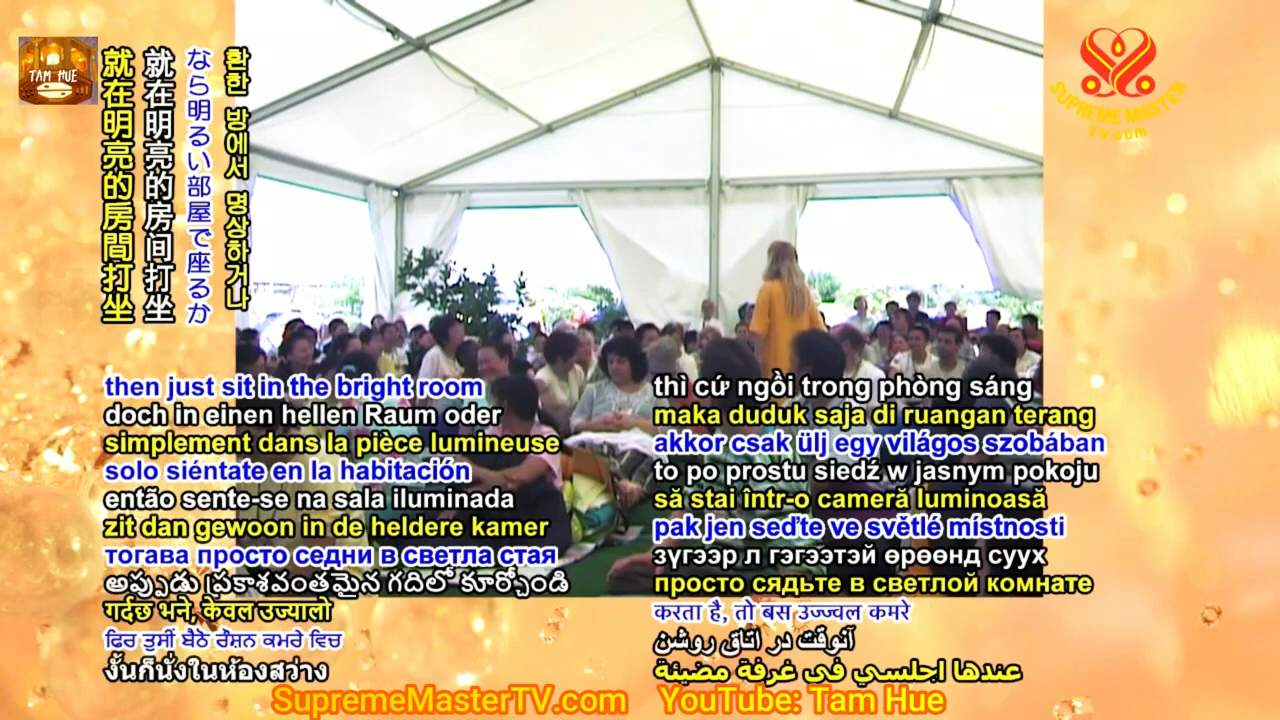 TAM HUE
就在明亮的房間打坐
就在明亮的房间打坐
なら明るい部屋で座るか
환한 방에서 명상하거나
SUPREME MASTER
TV.com
then just sit in the bright room
doch in einen hellen Raum oder
simplement dans la pièce lumineuse
solo siéntate en la habitación
então sente-se na sala iluminada
zit dan gewoon in de heldere kamer
тогава просто седни в светла стая
అప్పుడు ప్రకాశవంతమైన గదిలో కూర్చోండి
गर्दछ भने, केवल उज्यालो
ਫਿਰ ਤੁਸੀਂ ਬੈਠੋ ਰੌਸ਼ਨ ਕਮਰੇ ਵਿਚ
งั้นก็นั่งในห้องสว่าง
thì cứ ngồi trong phòng sáng
maka duduk saja di ruangan terang
akkor csak ülj egy világos szobában
to po prostu siedź w jasnym pokoju
să stai într-o cameră luminoasă
pak jen seďte ve světlé místnosti
зүгээр л гэгээтэй өрөөнд суух
просто сядьте в светлой комнате
करता है, तो बस उज्ज्वल कमरे
آنوقت در اتاق روشن
عندها اجلسي في غرفة مضيئة
SupremeMasterTV.com
YouTube: Tam Hue